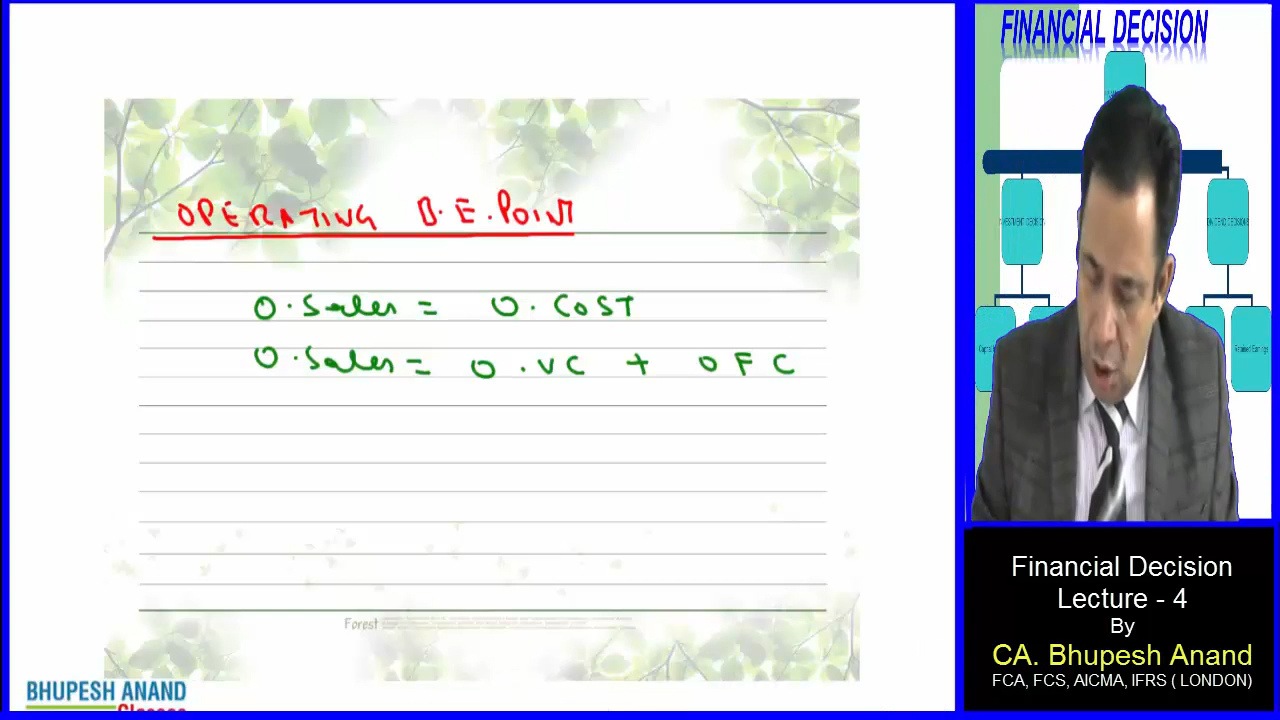 OPERATING B.E. POINT
O. Sales = O. COST
O. Sales = O. VC + OFC
Forest
BHUPESH ANAND
Classes
FINANCIAL DECISION
INVESTMENT DECISION
DIVIDEND DECISIONS
Retained Earnings
Financial Decision
Lecture - 4
By
CA. Bhupesh Anand
FCA, FCS, AICMA, IFRS ( LONDON)